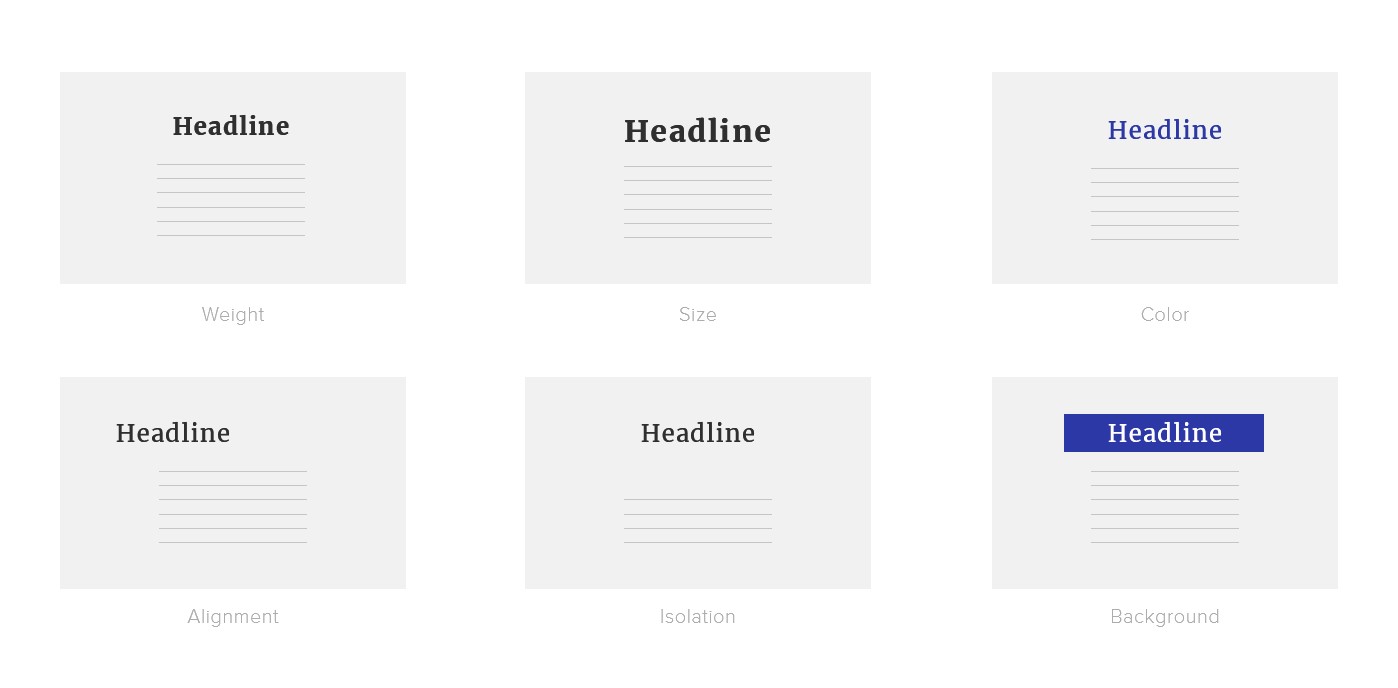 Headline
Headline
Headline
Weight
Size
Color
Headline
Headline
Headline
Alignment
Isolation
Background